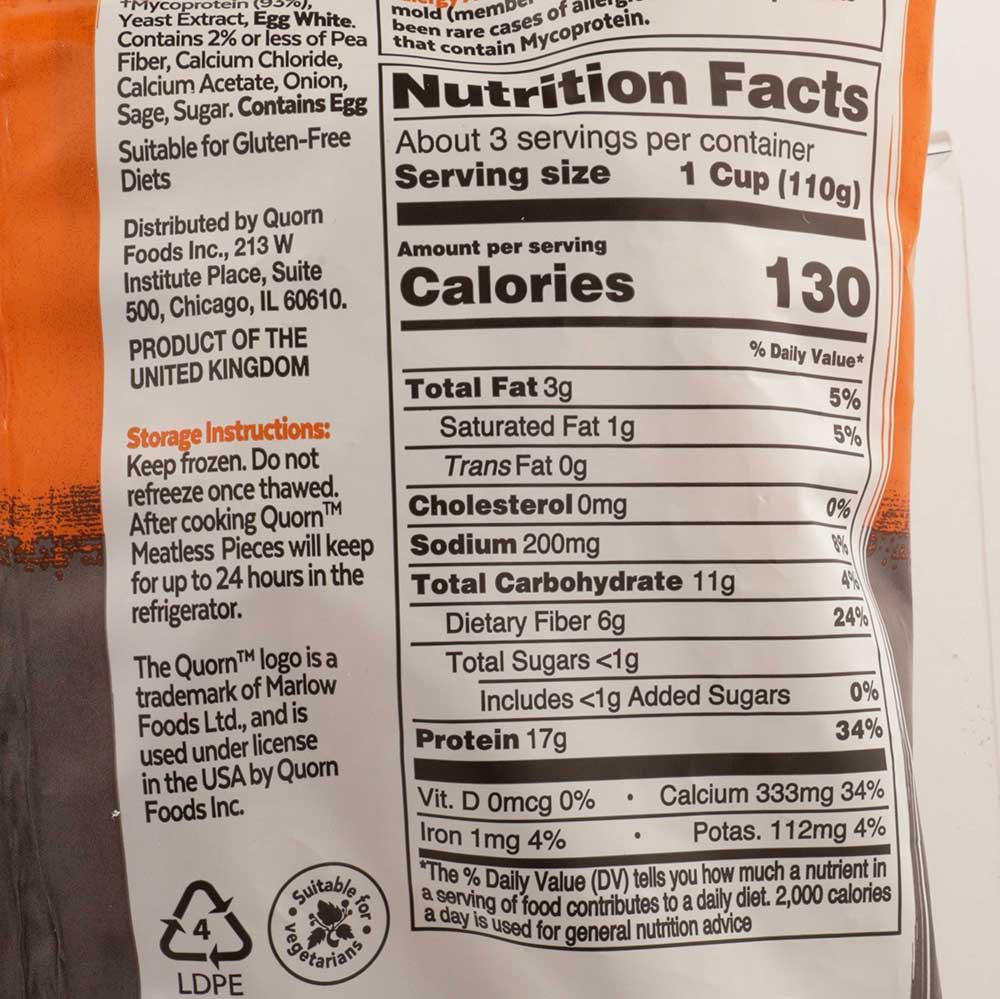 †Mycoprotein (93%),
Yeast Extract, Egg White.
Contains 2% or less of Pea
Fiber, Calcium Chloride,
Calcium Acetate, Onion,
Sage, Sugar. Contains Egg
Suitable for Gluten-Free
Diets
Distributed by Quorn
Foods Inc., 213 W
Institute Place, Suite
500, Chicago, IL 60610.
PRODUCT OF THE
UNITED KINGDOM
Storage Instructions:
Keep frozen. Do not
refreeze once thawed.
After cooking Quorn™
Meatless Pieces will keep
for up to 24 hours in the
refrigerator.
The Quorn™ logo is a
trademark of Marlow
Foods Ltd., and is
used under license
in the USA by Quorn
Foods Inc.
4
LDPE
Suitable for
vegetarians
mold
been rare cases of
that contain Mycoprotein.
Nutrition Facts
About 3 servings per container
Serving size 1 Cup (110g)
Amount per serving
Calories 130
% Daily Value*
Total Fat 3g 5%
Saturated Fat 1g 5%
Trans Fat 0g
Cholesterol 0mg 0%
Sodium 200mg 9%
Total Carbohydrate 11g 4%
Dietary Fiber 6g 24%
Total Sugars <1g
Includes <1g Added Sugars 0%
Protein 17g 34%
Vit. D 0mcg 0% • Calcium 333mg 34%
Iron 1mg 4% • Potas. 112mg 4%
*The % Daily Value (DV) tells you how much a nutrient in
a serving of food contributes to a daily diet. 2,000 calories
a day is used for general nutrition advice